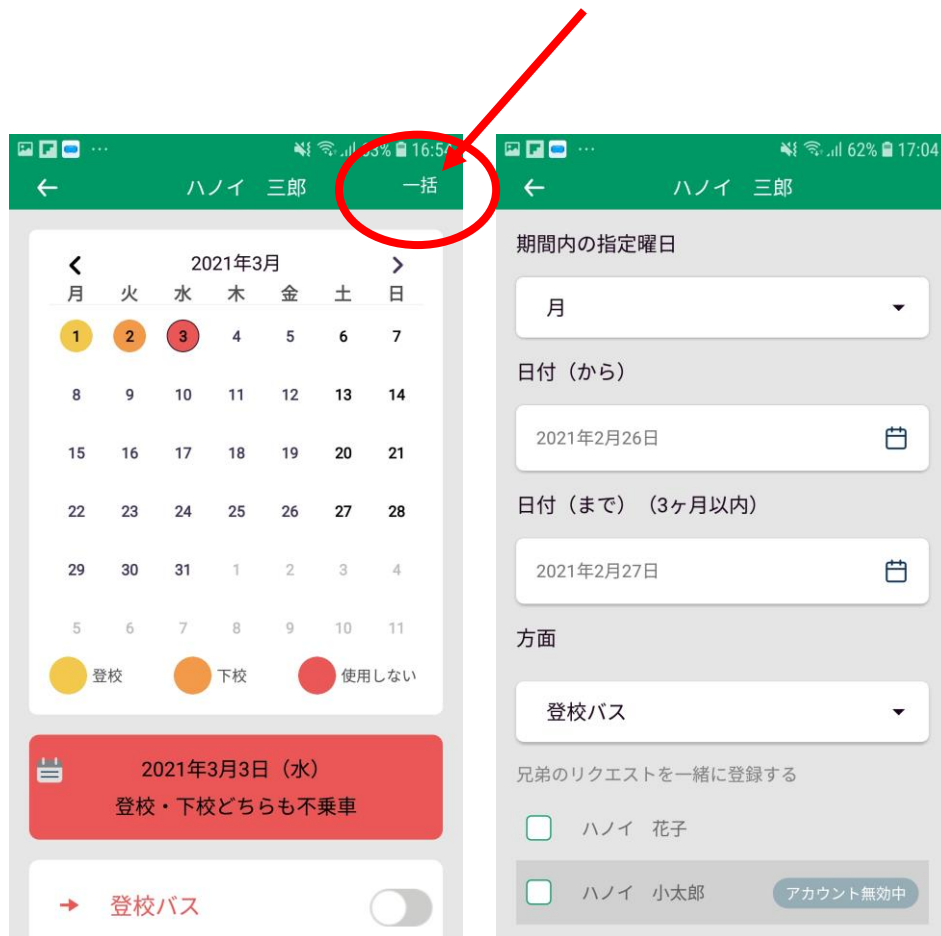 16:54
ハノイ 三郎 一括
2021年3月
月 火 水 木 金 土 日
1 2 3 4 5 6 7
8 9 10 11 12 13 14
15 16 17 18 19 20 21
22 23 24 25 26 27 28
29 30 31 1 2 3 4
5 6 7 8 9 10 11
登校 下校 使用しない
2021年3月3日（水）
登校・下校どちらも不乗車
登校バス
62% 17:04
ハノイ 三郎
期間内の指定曜日
月
日付（から）
2021年2月26日
日付（まで）（3ヶ月以内）
2021年2月27日
方面
登校バス
兄弟のリクエストを一緒に登録する
ハノイ 花子
ハノイ 小太郎 アカウント無効中